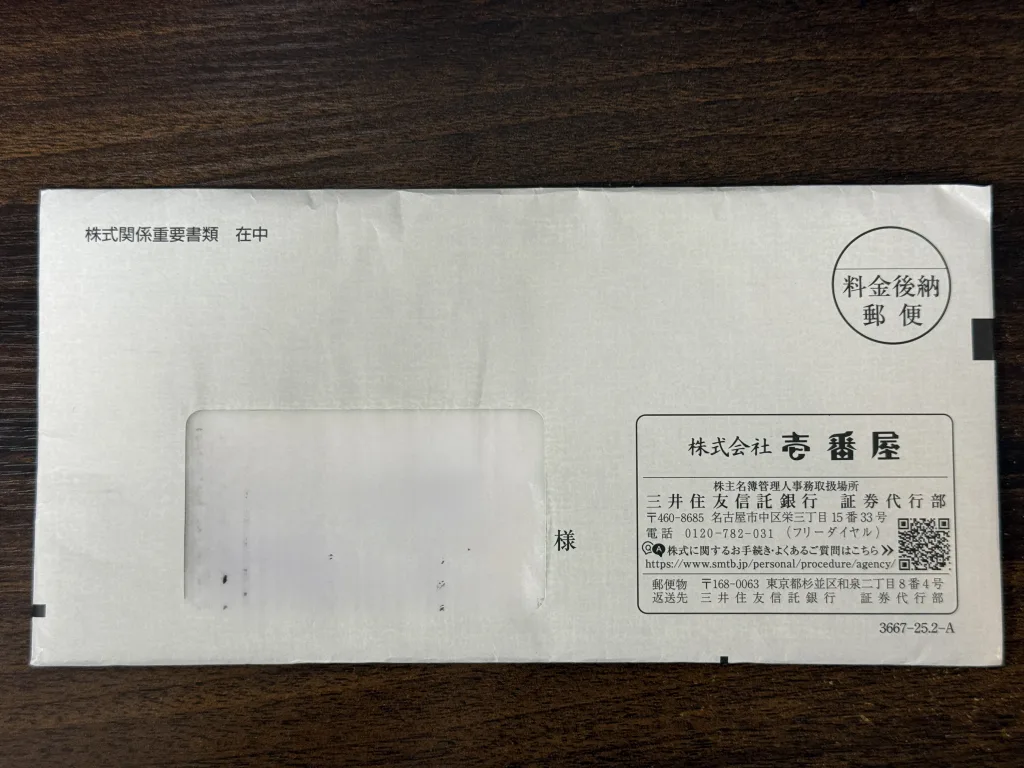 株式関係重要書類 在中
料金後納
郵便
様
株式会社 壱番屋
株主名簿管理人事務取扱場所
三井住友信託銀行 証券代行部
〒460-8685 名古屋市中区栄三丁目15番33号
電話 0120-782-031 (フリーダイヤル)
QA 株式に関するお手続き・よくあるご質問はこちら
https://www.smtb.jp/personal/procedure/agency/
郵便物 〒168-0063 東京都杉並区和泉二丁目8番4号
返送先 三井住友信託銀行 証券代行部
3667-25.2-A